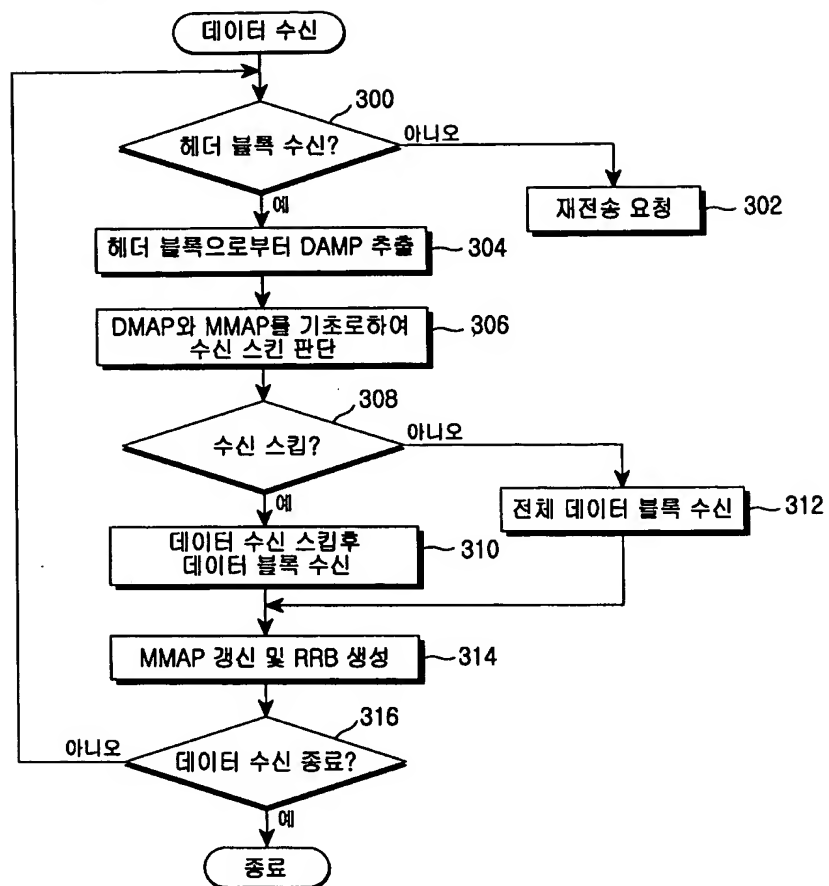 데이터 수신
300
헤더 블록 수신?
아니오
예
재전송 요청
302
헤더 블록으로부터 DAMP 추출
304
DMAP와 MMAP를 기초로하여
수신 스킨 판단
306
308
수신 스킵?
아니오
예
전체 데이터 블록 수신
312
데이터 수신 스킵후
데이터 블록 수신
310
MMAP 갱신 및 RRB 생성
314
316
아니오
데이터 수신 종료?
예
종료